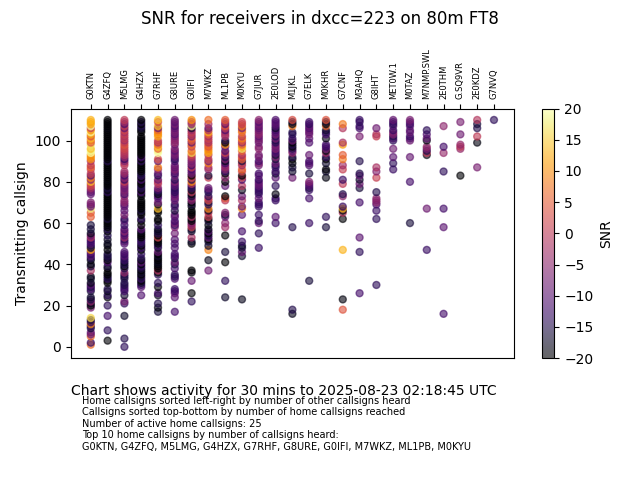 SNR for receivers in dxcc=223 on 80m FT8
G0KTN G4ZFQ M5LMG G4HZX G7RHF G8URE G0IFI M7WKZ ML1PB M0KYU G7JUR 2E0LOD M1JKL G7ELK M0KHR G7CNF M3AHQ G8IHT MET0W.1 M0TAZ M7NMP.SWL 2E0THM G.SQ9VR 2E0KDZ G7NVQ
Transmitting callsign
100
80
60
40
20
0
20
15
10
5
0
−5
−10
−15
−20
SNR
Chart shows activity for 30 mins to 2025-08-23 02:18:45 UTC
Home callsigns sorted left-right by number of other callsigns heard
Callsigns sorted top-bottom by number of home callsigns reached
Number of active home callsigns: 25
Top 10 home callsigns by number of callsigns heard:
G0KTN, G4ZFQ, M5LMG, G4HZX, G7RHF, G8URE, G0IFI, M7WKZ, ML1PB, M0KYU